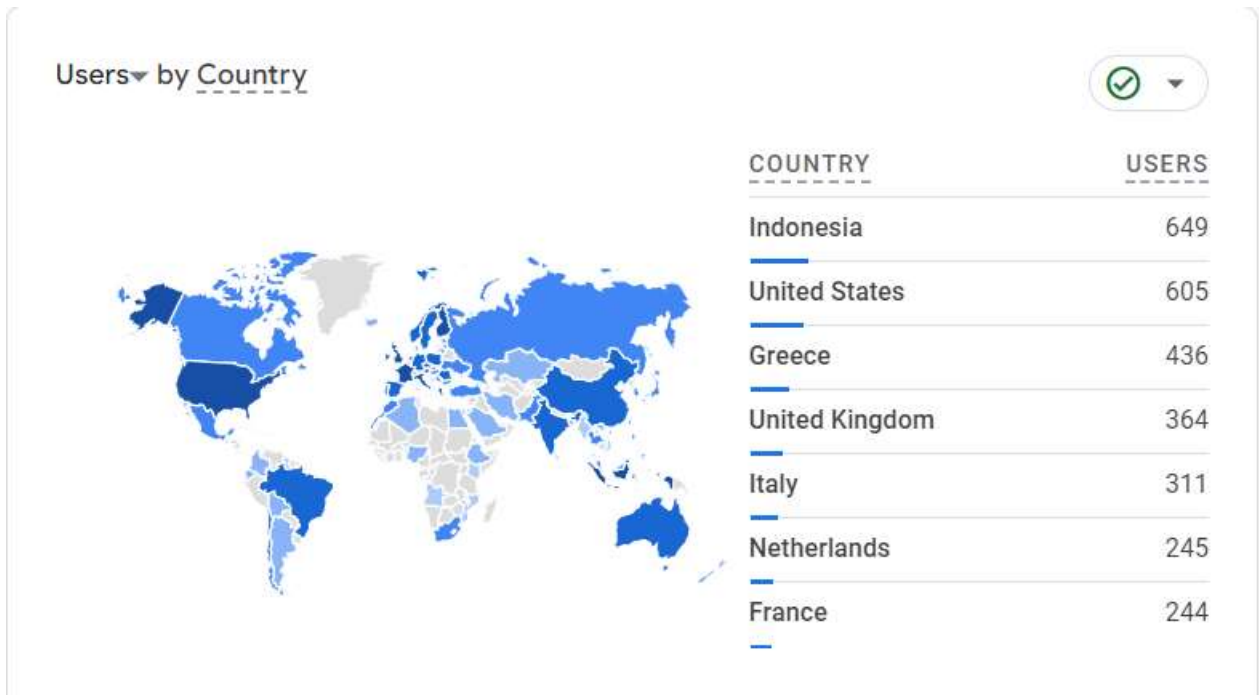 Users by Country
COUNTRY USERS
Indonesia 649
United States 605
Greece 436
United Kingdom 364
Italy 311
Netherlands 245
France 244